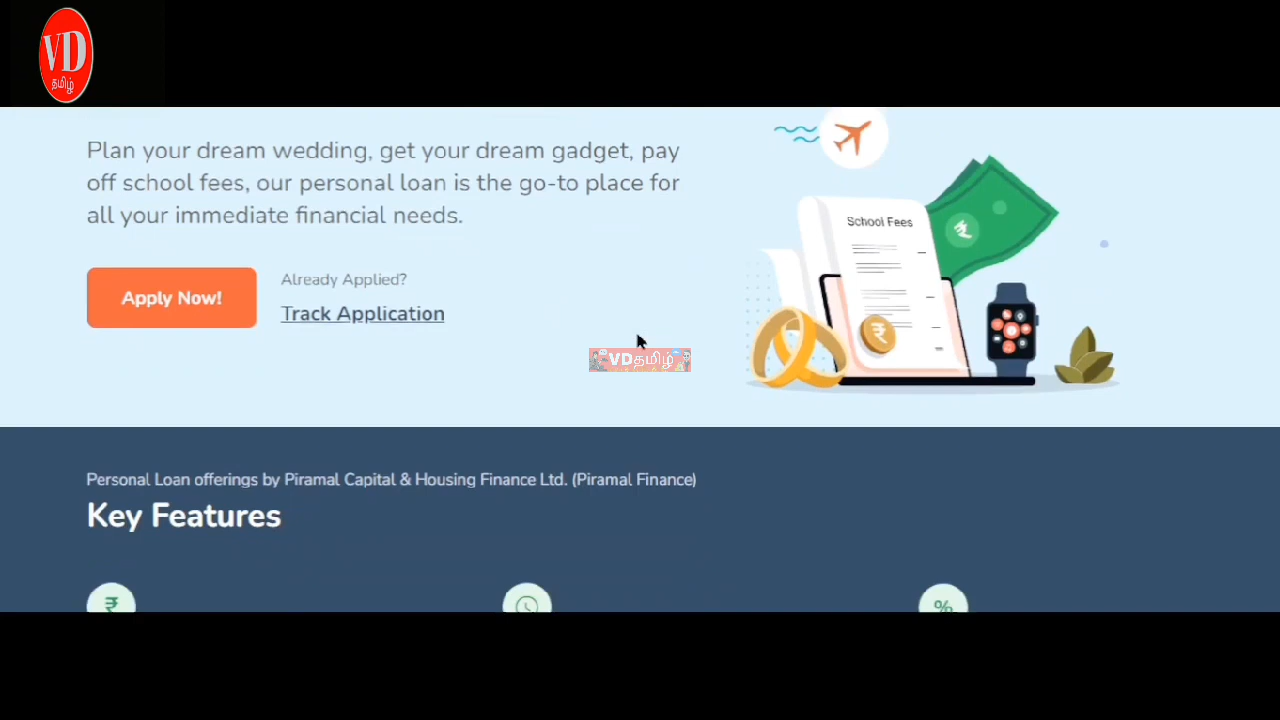 VD
தமிழ்
Plan your dream wedding, get your dream gadget, pay
off school fees, our personal loan is the go-to place for
all your immediate financial needs.
Apply Now!
Already Applied?
Track Application
School Fees
₹
₹
VDதமிழ்
Personal Loan offerings by Piramal Capital & Housing Finance Ltd. (Piramal Finance)
Key Features
₹
%